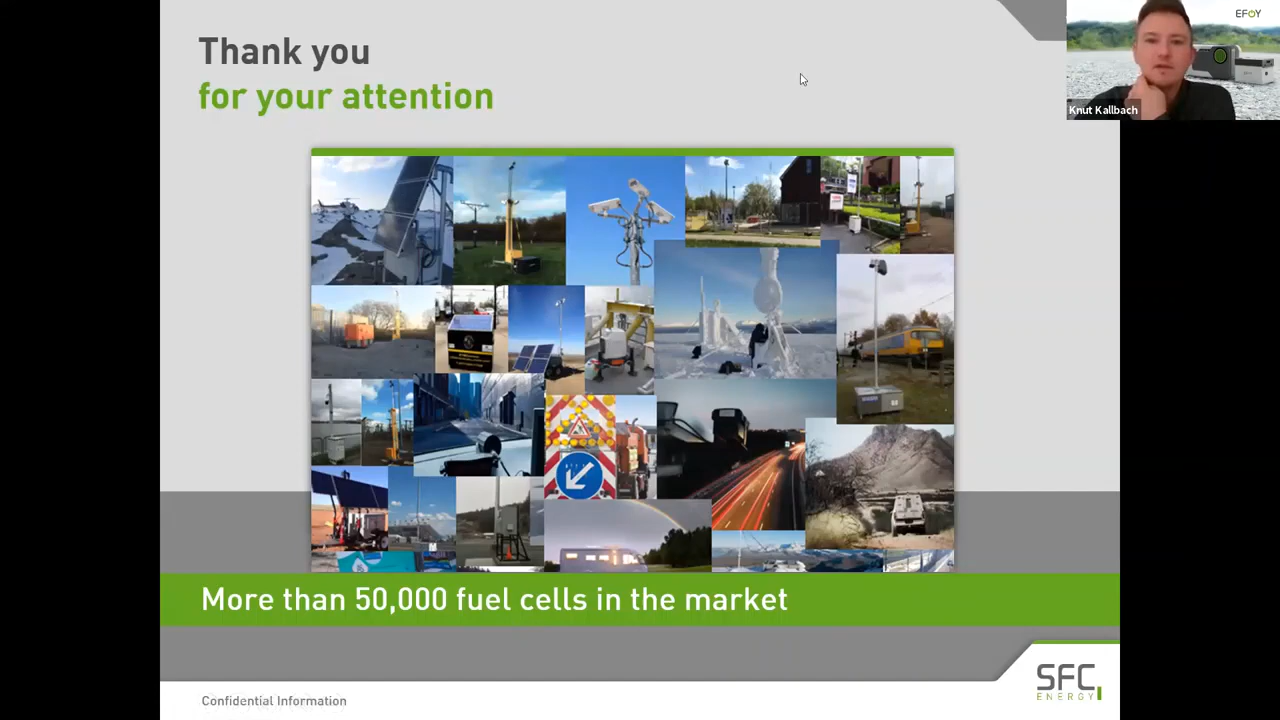 Thank you
for your attention
EFOY
Knut Kallbach
More than 50,000 fuel cells in the market
SFC
ENERGY
Confidential Information